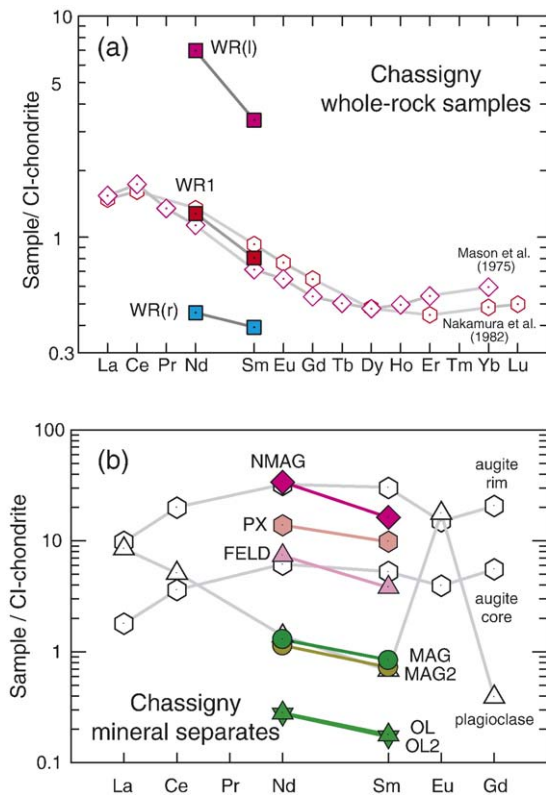 10
(a)
WR(l)
5
Chassigny
whole-rock samples
Sample/ CI-chondrite
WR1
1
Mason et al.
(1975)
WR(r)
Nakamura et al.
(1982)
0.3
La Ce Pr Nd Sm Eu Gd Tb Dy Ho Er Tm Yb Lu
100
(b)
NMAG
augite
rim
10
PX
FELD
Sample / CI-chondrite
augite
core
1
MAG
MAG2
Chassigny
mineral separates
plagioclase
OL
OL2
0.1
La Ce Pr Nd Sm Eu Gd